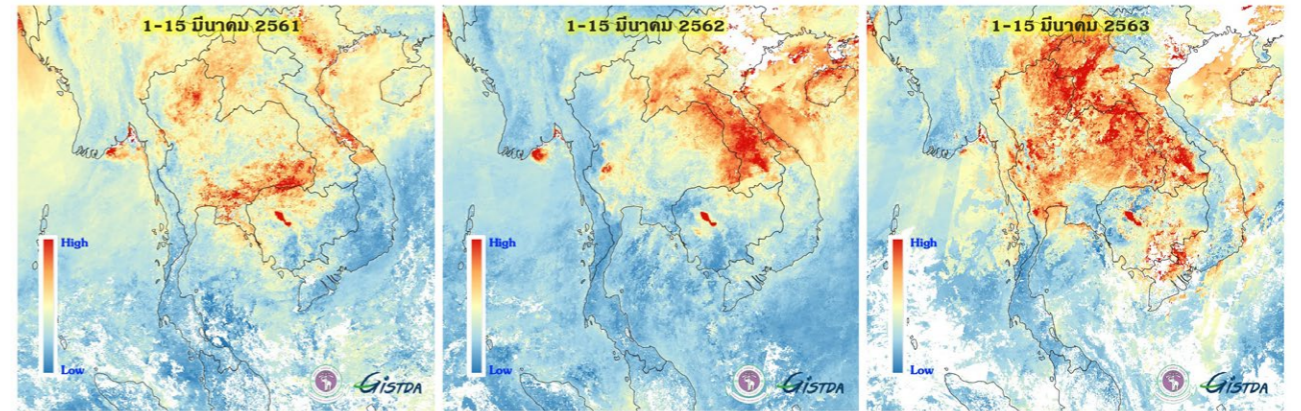 1-15 มีนาคม 2561
High
Low
GISTDA
1-15 มีนาคม 2562
High
Low
GISTDA
1-15 มีนาคม 2563
High
Low
GISTDA